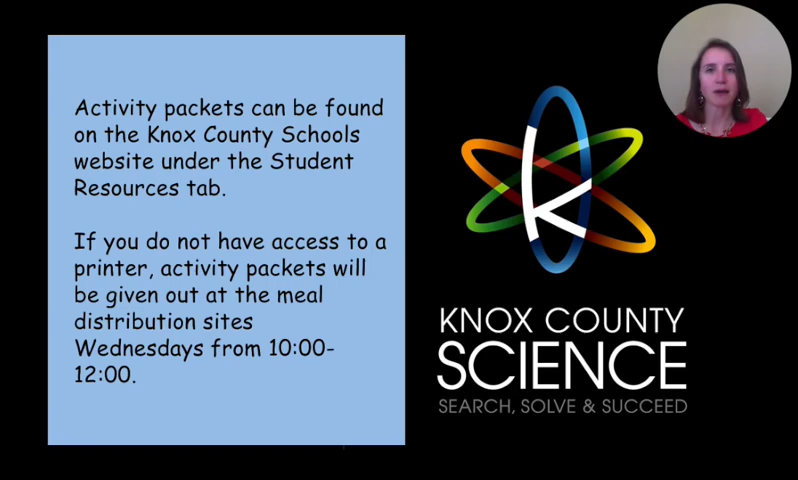 Activity packets can be found
on the Knox County Schools
website under the Student
Resources tab.
If you do not have access to a
printer, activity packets will
be given out at the meal
distribution sites
Wednesdays from 10:00-
12:00.
KNOX COUNTY
SCIENCE
SEARCH, SOLVE & SUCCEED